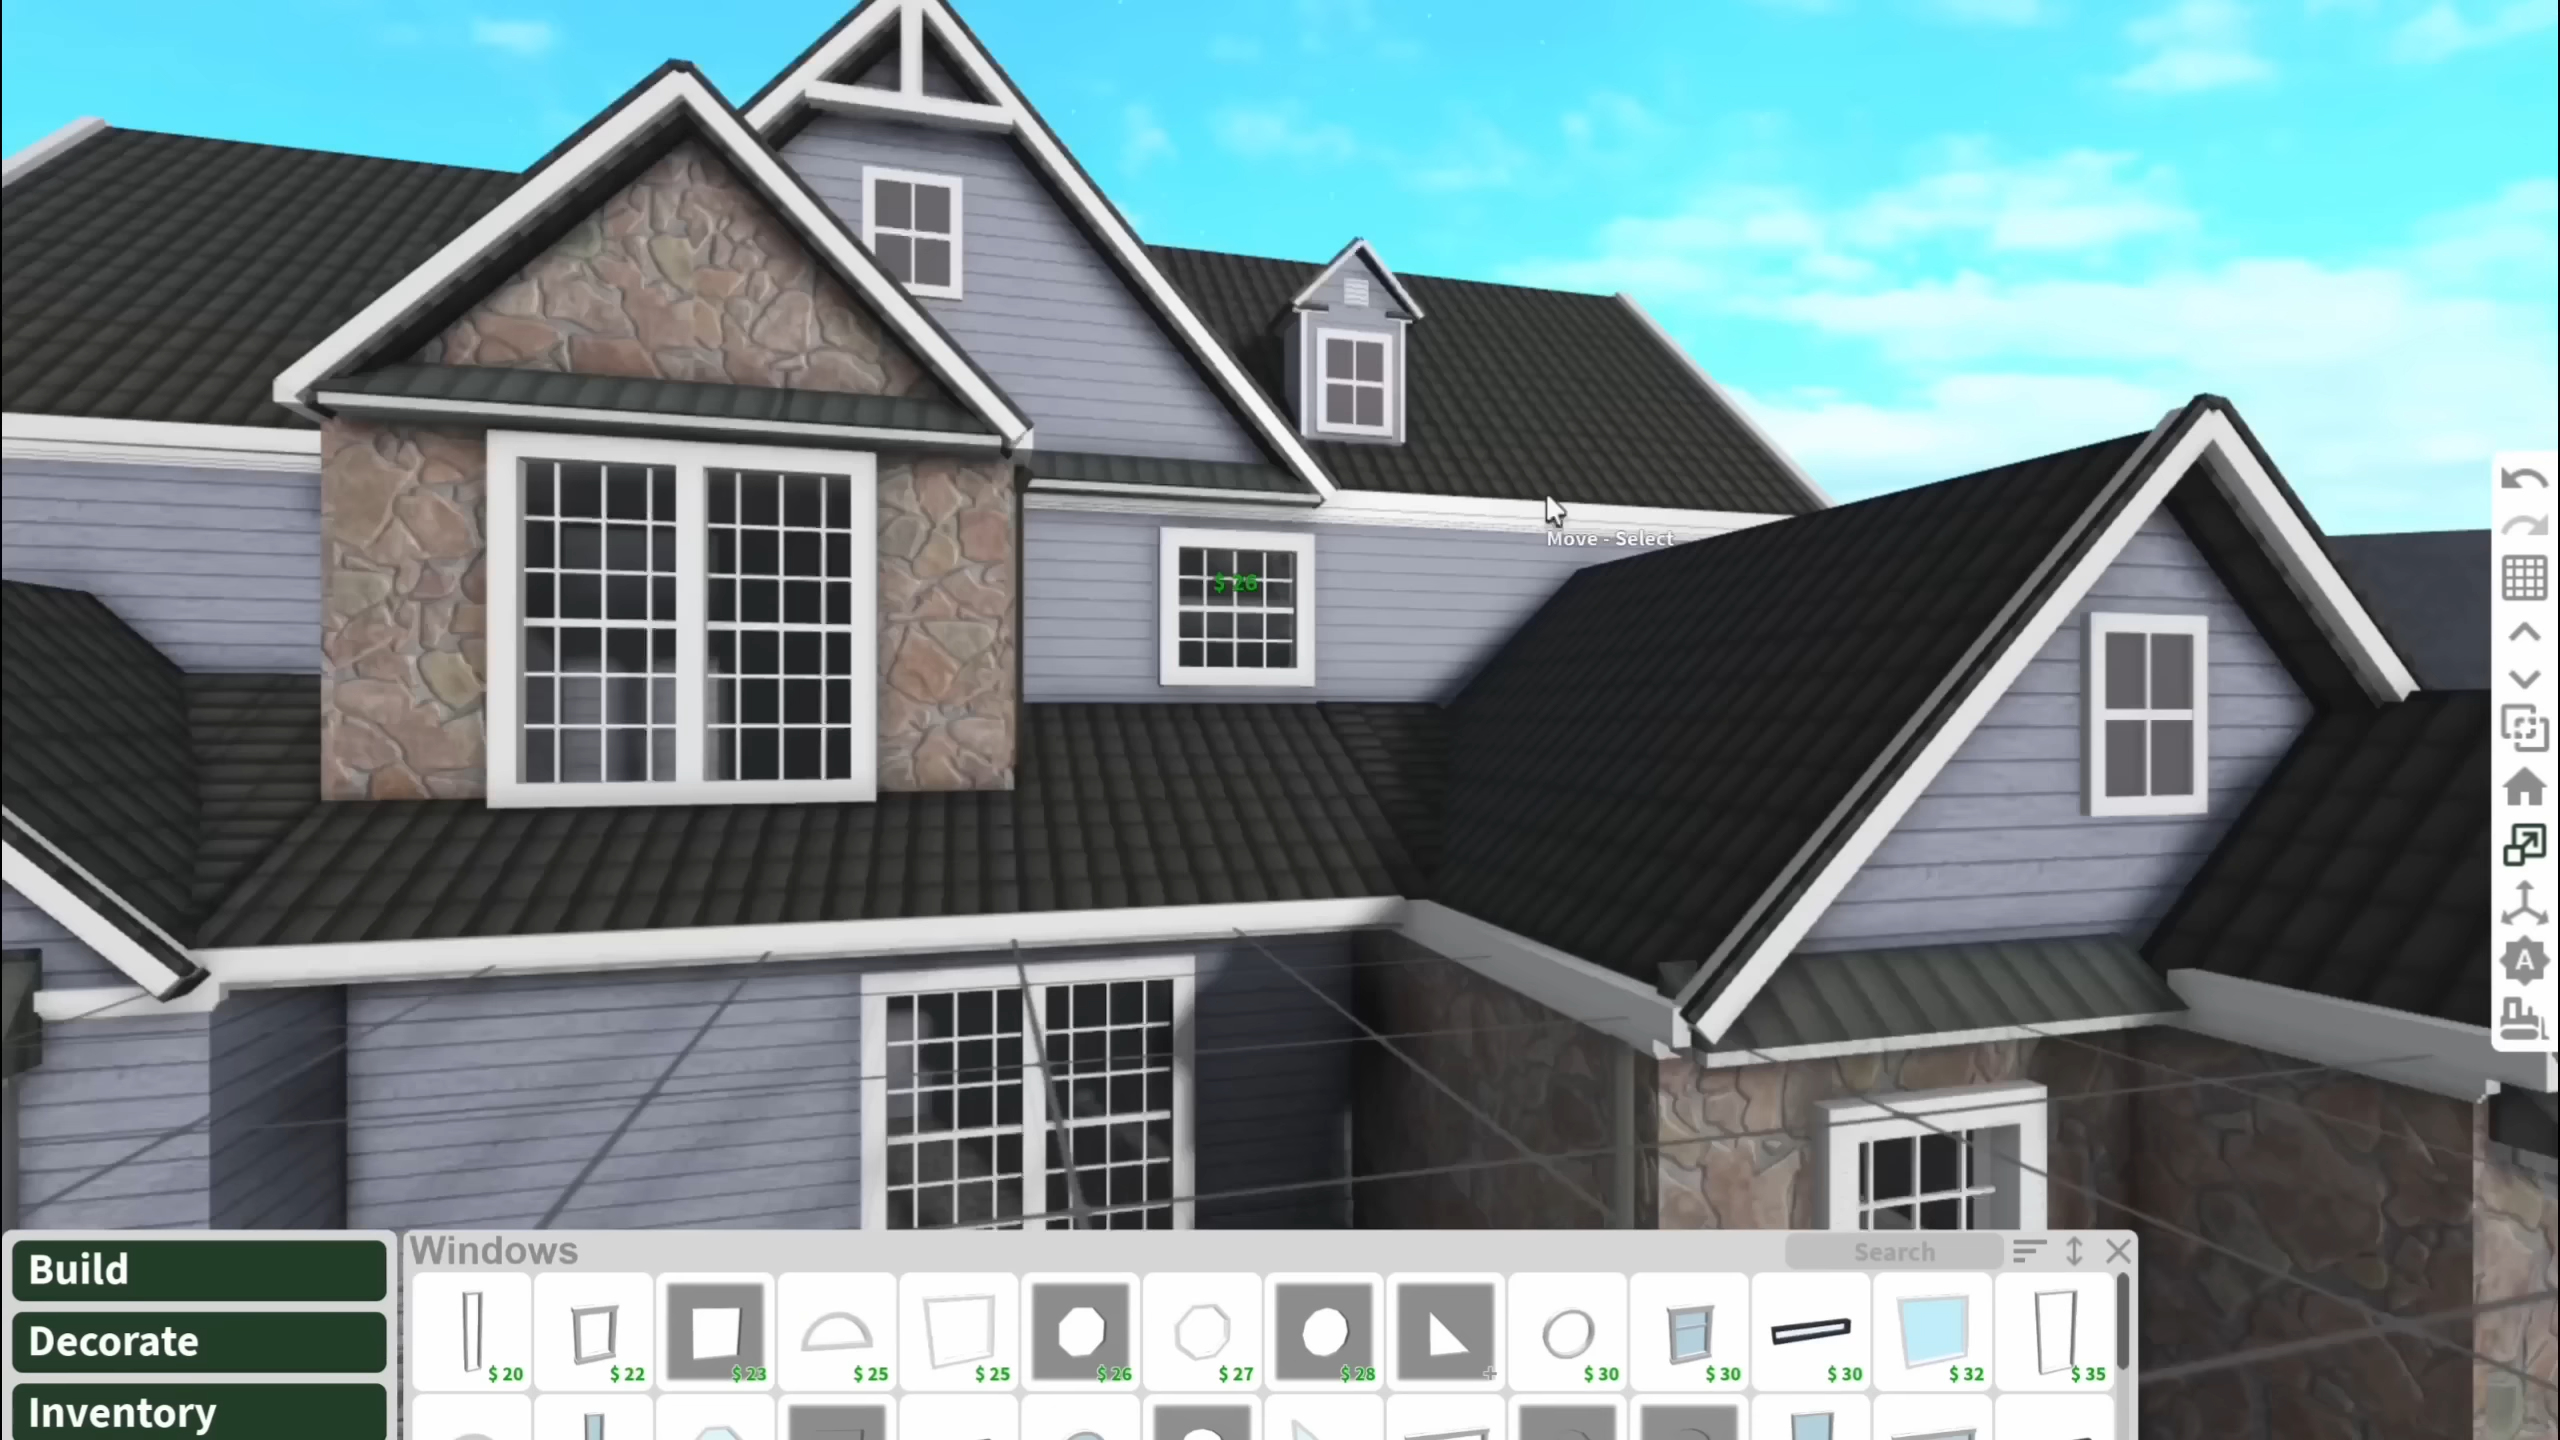 Move - Select
$ 26
A
Build
Decorate
Inventory
Windows
Search
$ 20
$ 22
$ 23
$ 25
$ 25
$ 26
$ 27
$ 28
+
$ 30
$ 30
$ 30
$ 32
$ 35